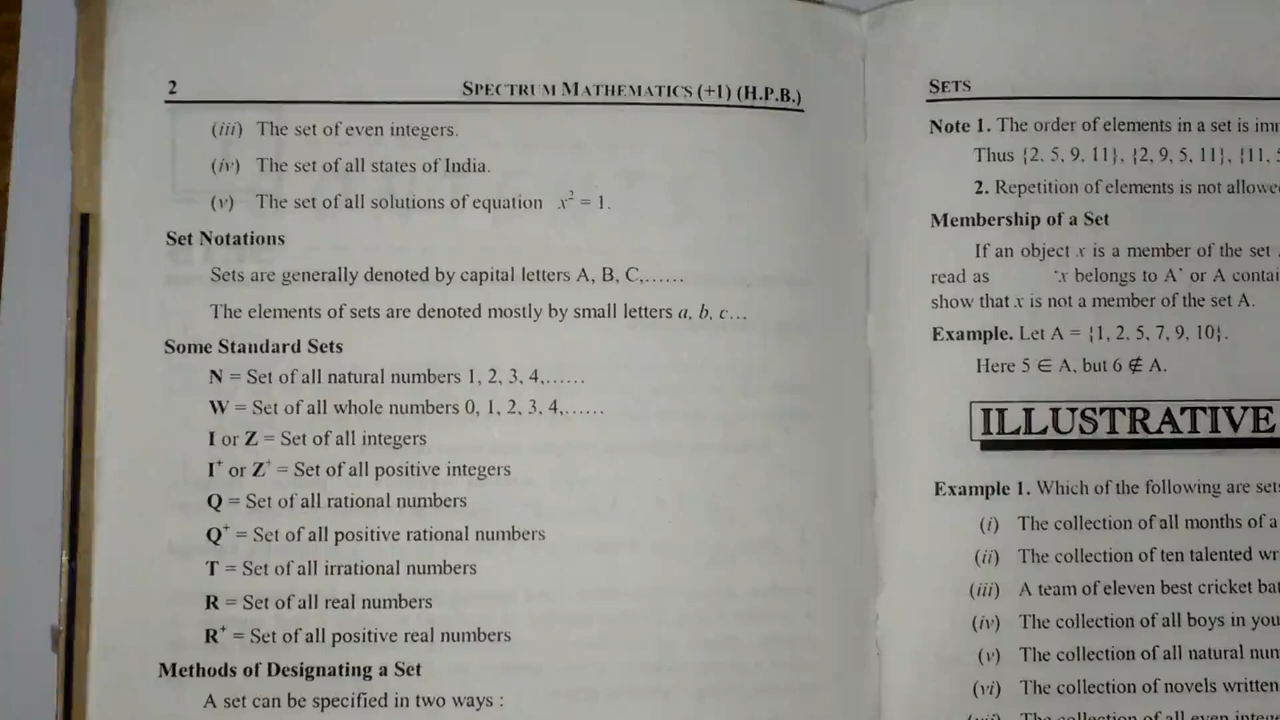 2 SPECTRUM MATHEMATICS (+1) (H.P.B.)
(iii) The set of even integers.
(iv) The set of all states of India.
(v) The set of all solutions of equation x² = 1.
Set Notations
Sets are generally denoted by capital letters A, B, C,......
The elements of sets are denoted mostly by small letters a, b, c...
Some Standard Sets
N = Set of all natural numbers 1, 2, 3, 4,......
W = Set of all whole numbers 0, 1, 2, 3, 4,......
I or Z = Set of all integers
I⁺ or Z⁺ = Set of all positive integers
Q = Set of all rational numbers
Q⁺ = Set of all positive rational numbers
T = Set of all irrational numbers
R = Set of all real numbers
R⁺ = Set of all positive real numbers
Methods of Designating a Set
A set can be specified in two ways :
SETS
Note 1. The order of elements in a set is
Thus {2, 5, 9, 11}, {2, 9, 5, 11}, {11,
2. Repetition of elements is not
Membership of a Set
If an object x is a member of the set
read as 'x belongs to A' or A
show that x is not a member of the set A.
Example. Let A = {1, 2, 5, 7, 9, 10}.
Here 5 ∈ A, but 6 ∉ A.
ILLUSTRATIVE
Example 1. Which of the following are
(i) The collection of all months of a
(ii) The collection of ten talented
(iii) A team of eleven best cricket
(iv) The collection of all boys in
(v) The collection of all natural
(vi) The collection of novels written
The collection of all even